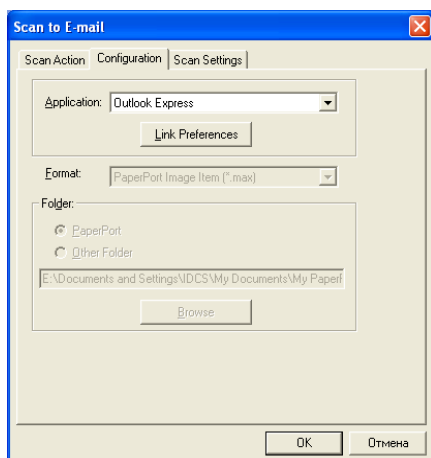 Scan to E-mail
Scan Action Configuration Scan Settings
Application: Outlook Express
Link Preferences
Format: PaperPort Image Item (*.max)
Folder:
PaperPort
Other Folder
E:\Documents and Settings\IDCS\My Documents\My Paperf
Browse
OK Отмена